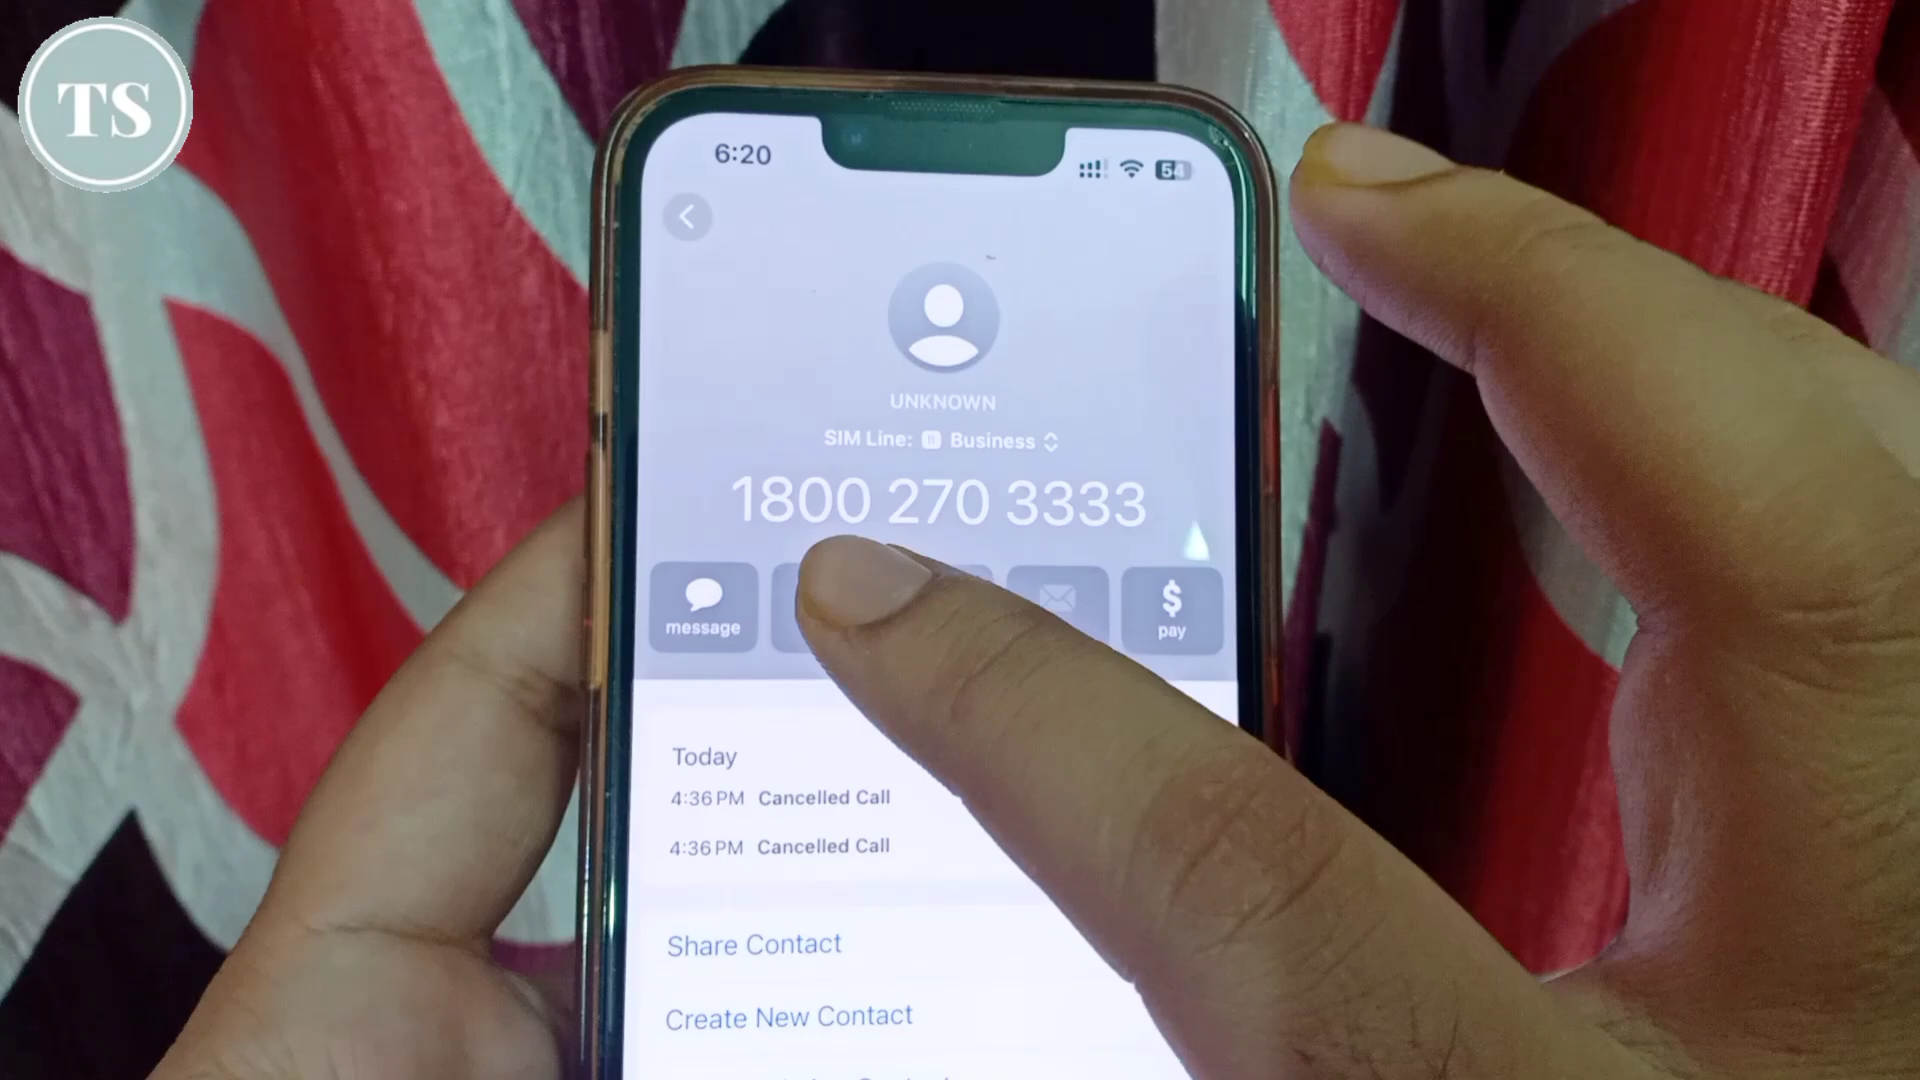 TS
6:20
54
UNKNOWN
SIM Line: Business
1800 270 3333
message
$
pay
Today
4:36 PM Cancelled Call
4:36 PM Cancelled Call
Share Contact
Create New Contact